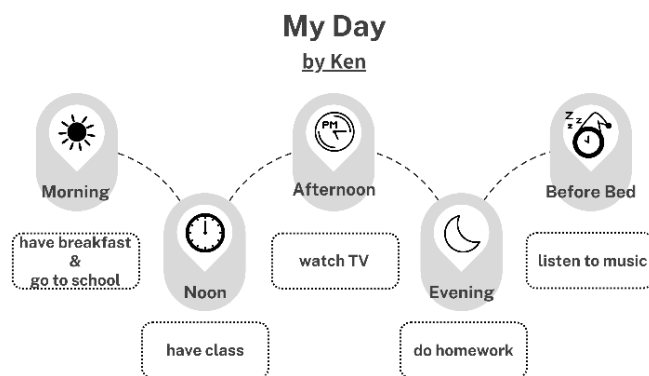 My Day
by Ken
Morning
have breakfast
&
go to school
Noon
have class
PM
Afternoon
watch TV
Evening
do homework
Z
Z
Z
Before Bed
listen to music